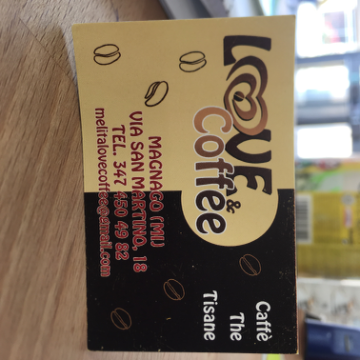 LOVE
& Coffee
Caffè
The
Tisane
MAGNAGO (MI)
VIA SAN MARTINO, 18
TEL. 347 450 49 82
melitalovecoffee@gmail.com